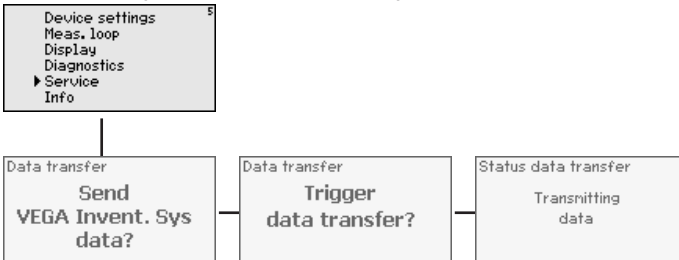 Device settings
5
Meas. loop
Display
Diagnostics
Service
Info
Data transfer
Send
VEGA Invent. Sys
data?
Data transfer
Trigger
data transfer?
Status data transfer
Transmitting
data